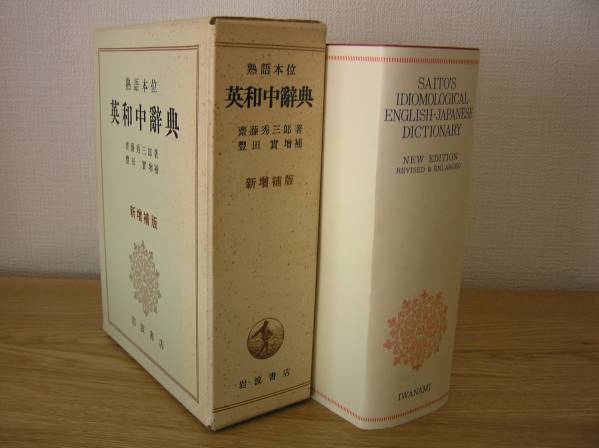 熟語本位
英和中辭典
齋藤秀三郎著
豐田實增補
新增補版
岩波書店
熟語本位
英和中辭典
齋藤秀三郎著
豐田實增補
新增補版
岩波書店
SAITO'S
IDIOMOLOGICAL
ENGLISH-JAPANESE
DICTIONARY
NEW EDITION
REVISED & ENLARGED
IWANAMI